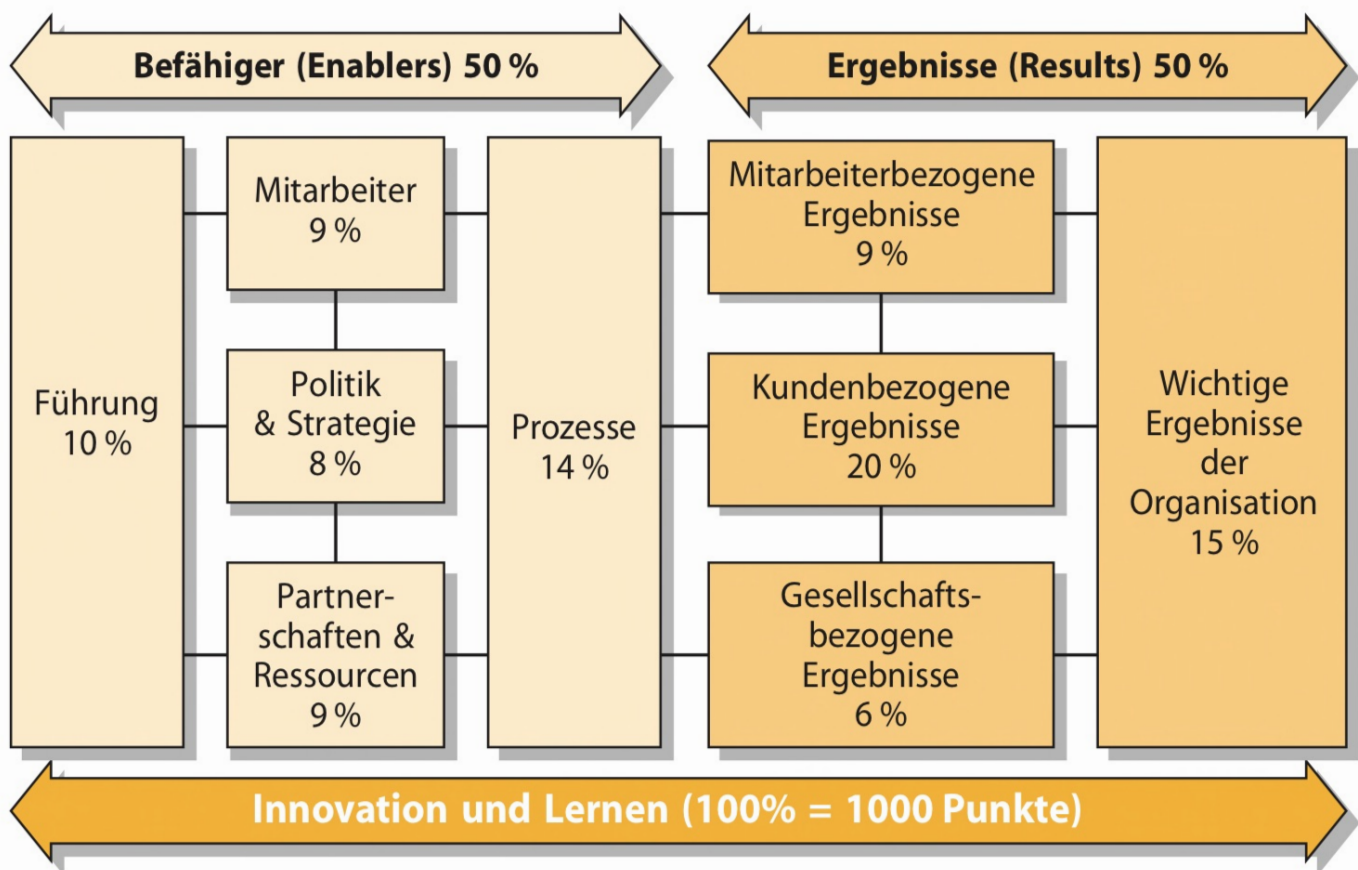 Befähiger (Enablers) 50 %
Ergebnisse (Results) 50 %
Führung
10 %
Mitarbeiter
9 %
Politik
& Strategie
8 %
Partner-
schaften &
Ressourcen
9 %
Prozesse
14 %
Mitarbeiterbezogene
Ergebnisse
9 %
Kundenbezogene
Ergebnisse
20 %
Gesellschafts-
bezogene
Ergebnisse
6 %
Wichtige
Ergebnisse
der
Organisation
15 %
Innovation und Lernen (100% = 1000 Punkte)